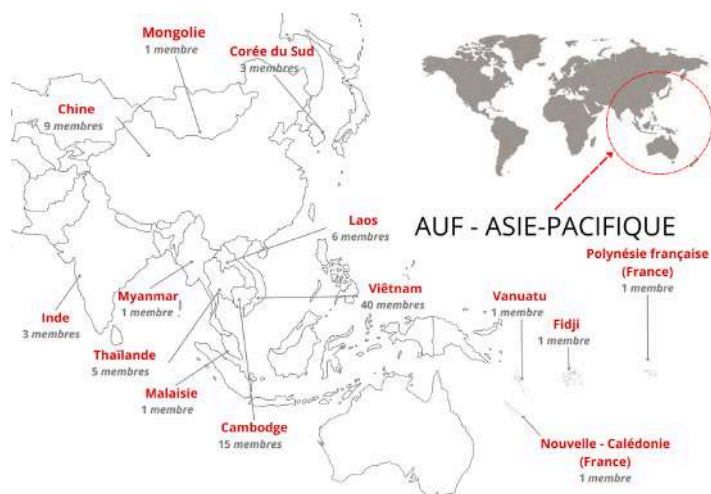 Mongolie
1 membre
Corée du Sud
3 membres
Chine
9 membres
AUF - ASIE-PACIFIQUE
Laos
6 membres
Polynésie française
(France)
1 membre
Myanmar
1 membre
Viêtnam
40 membres
Vanuatu
1 membre
Inde
3 membres
Fidji
1 membre
Thaïlande
5 membres
Malaisie
1 membre
Cambodge
15 membres
Nouvelle - Calédonie
(France)
1 membre